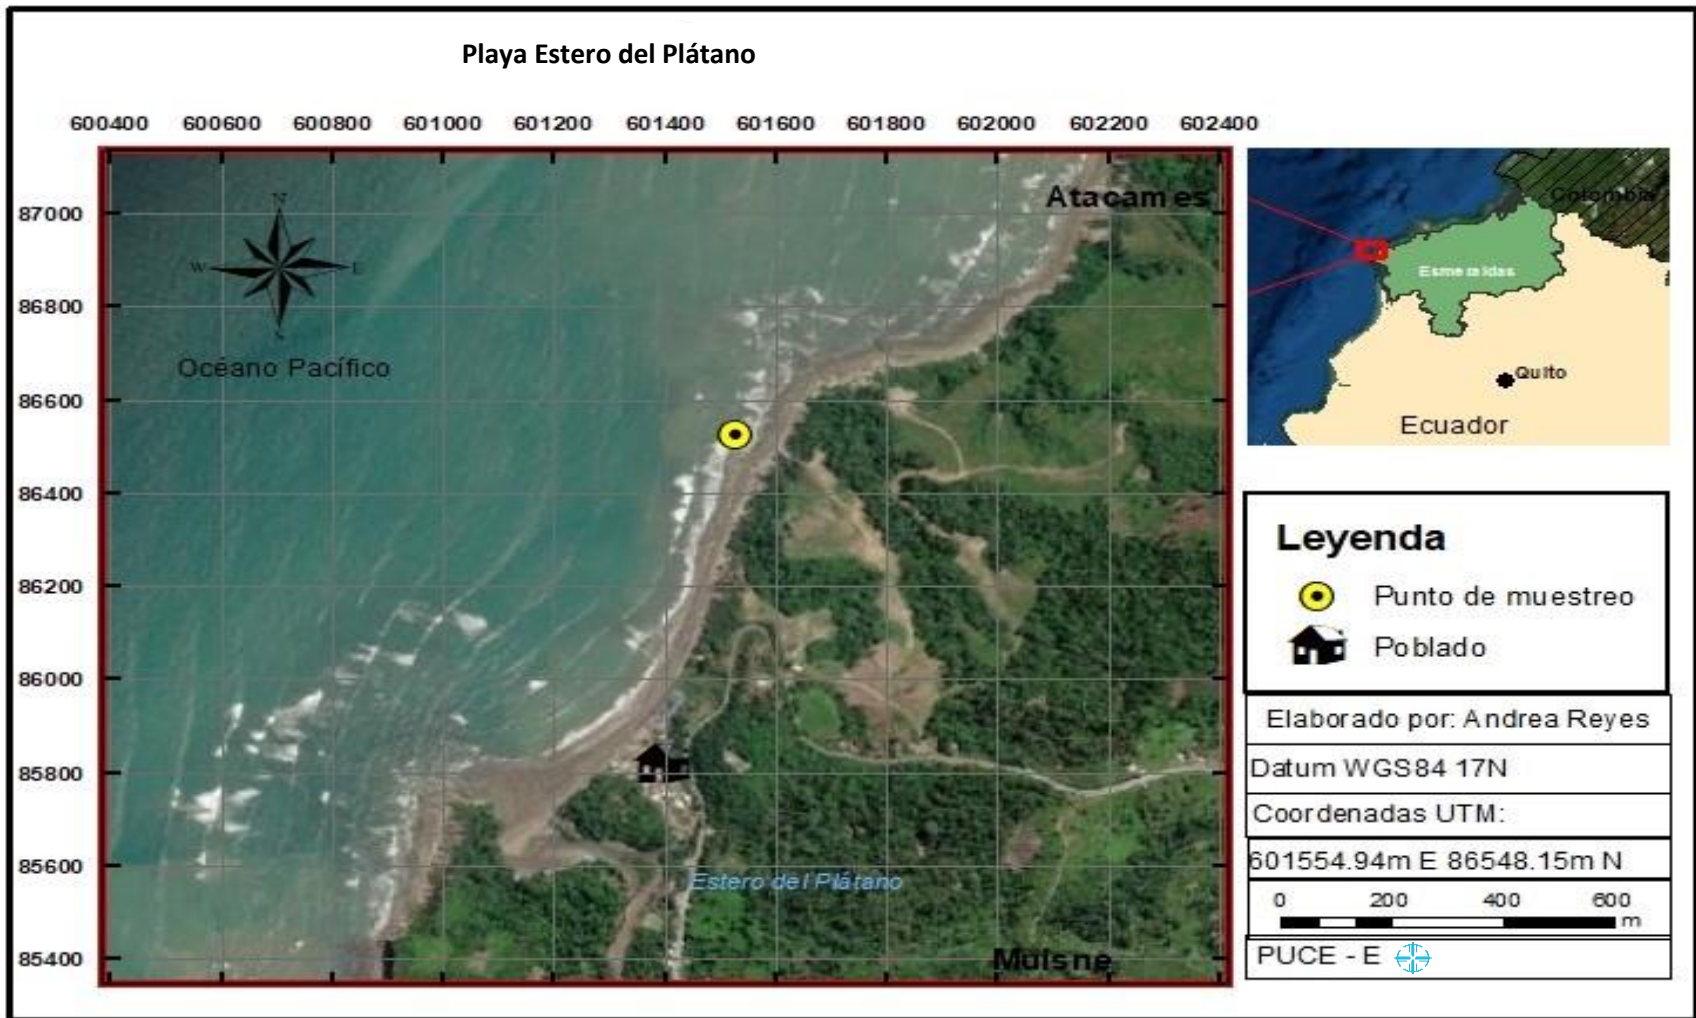 Playa Estero del Plátano
600400 600600 600800 601000 601200 601400 601600 601800 602000 602200 602400
87000
86800
86600
86400
86200
86000
85800
85600
85400
N
W E
S
Océano Pacífico
Atacames
Estero del Plátano
Muisne
Colombia
Esmeraldas
Quito
Ecuador
Leyenda
Punto de muestreo
Poblado
Elaborado por: Andrea Reyes
Datum WGS84 17N
Coordenadas UTM:
601554.94m E 86548.15m N
0 200 400 600
m
PUCE - E